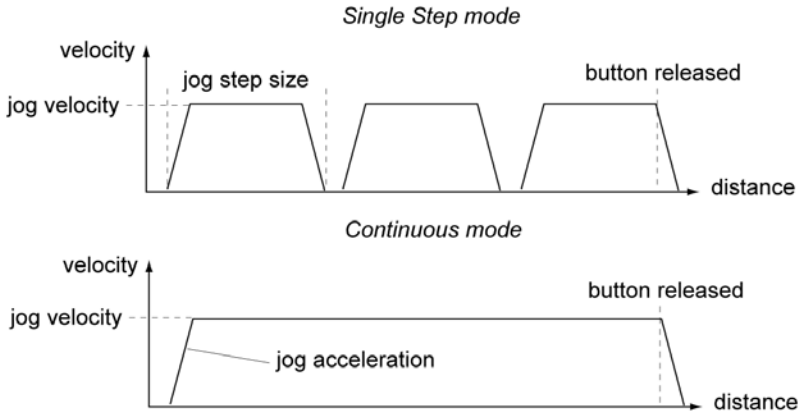 Single Step mode
velocity
jog step size
button released
jog velocity
distance
Continuous mode
velocity
button released
jog velocity
jog acceleration
distance